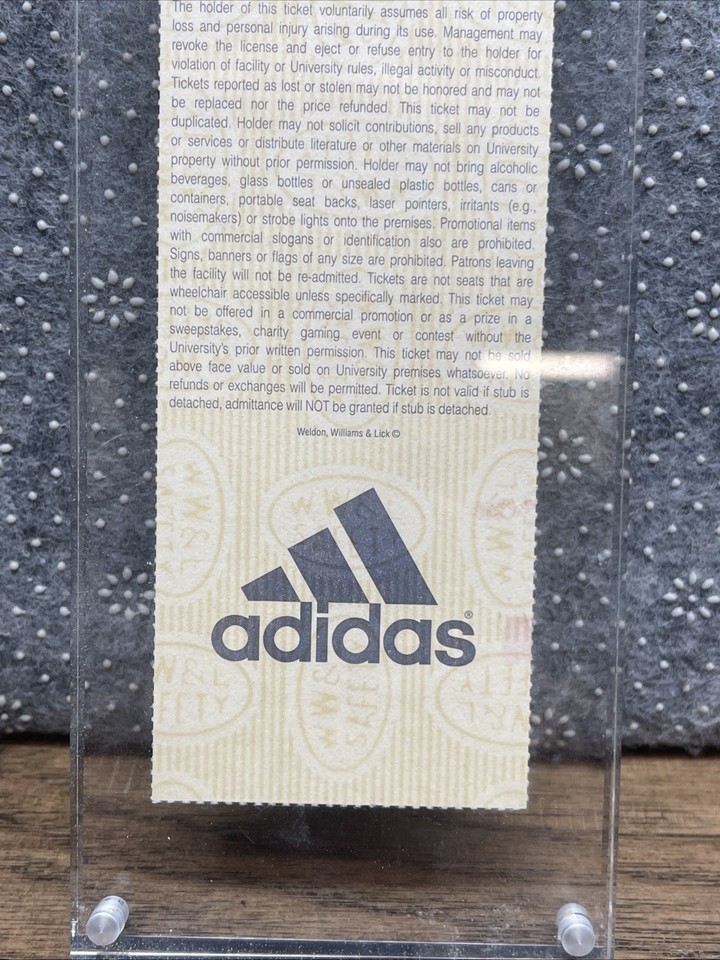 The holder of this ticket voluntarily assumes all risk of property
loss and personal injury arising during its use. Management may
revoke the license and eject or refuse entry to the holder for
violation of facility or University rules, illegal activity or misconduct.
Tickets reported as lost or stolen may not be honored and may not
be replaced nor the price refunded. This ticket may not be
duplicated. Holder may not solicit contributions, sell any products
or services or distribute literature or other materials on University
property without prior permission. Holder may not bring alcoholic
beverages, glass bottles or unsealed plastic bottles, cans or
containers, portable seat backs, laser pointers, irritants (e.g.,
noisemakers) or strobe lights onto the premises. Promotional items
with commercial slogans or identification also are prohibited.
Signs, banners or flags of any size are prohibited. Patrons leaving
the facility will not be re-admitted. Tickets are not seats that are
wheelchair accessible unless specifically marked. This ticket may
not be offered in a commercial promotion or as a prize in a
sweepstakes, charity gaming event or contest without the
University's prior written permission. This ticket may not be sold
above face value or sold on University premises whatsoever. No
refunds or exchanges will be permitted. Ticket is not valid if stub is
detached, admittance will NOT be granted if stub is detached.
Weldon, Williams & Lick ©
adidas®